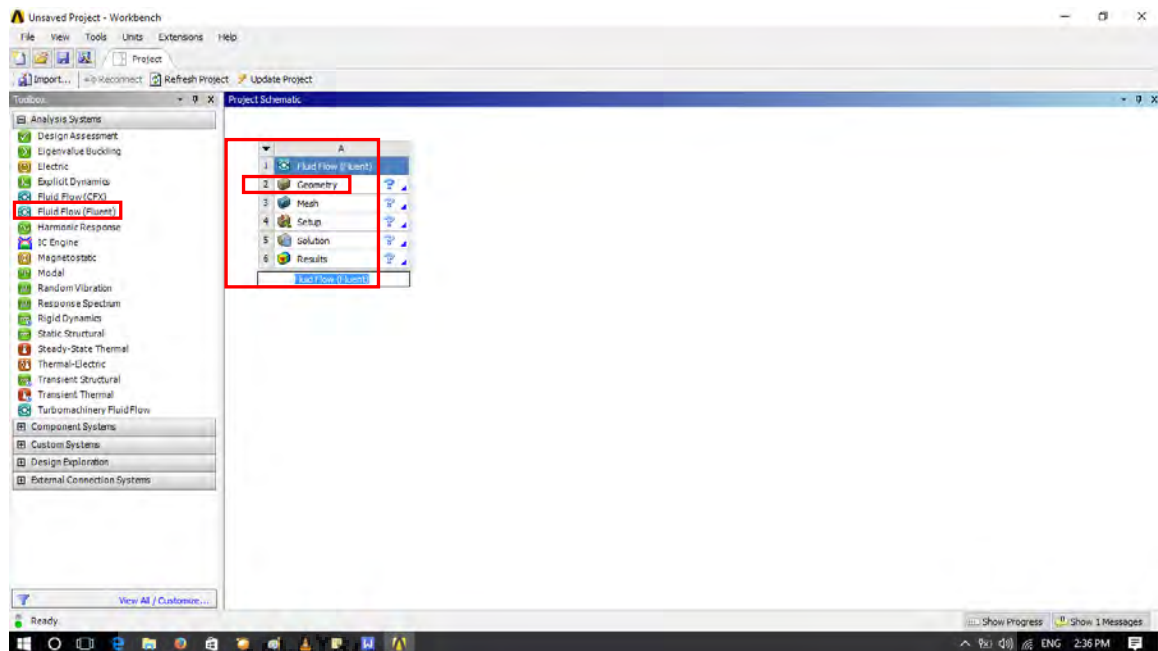 Unsaved Project - Workbench
File View Tools Units Extensions Help
Project
Import... Reconnect Refresh Project Update Project
Toolbox
Project Schematic
Analysis Systems
Design Assessment
Eigenvalue Buckling
Electric
Explicit Dynamics
Fluid Flow (CFX)
Fluid Flow (Fluent)
Harmonic Response
IC Engine
Magnetostatic
Modal
Random Vibration
Response Spectrum
Rigid Dynamics
Static Structural
Steady-State Thermal
Thermal-Electric
Transient Structural
Transient Thermal
Turbomachinery Fluid Flow
Component Systems
Custom Systems
Design Exploration
External Connection Systems
A
1 Fluid Flow (Fluent)
2 Geometry ?
3 Mesh ?
4 Setup ?
5 Solution ?
6 Results ?
Fluid Flow (Fluent)
View All / Customize...
Ready
Show Progress Show 1 Messages
ENG 2:36 PM